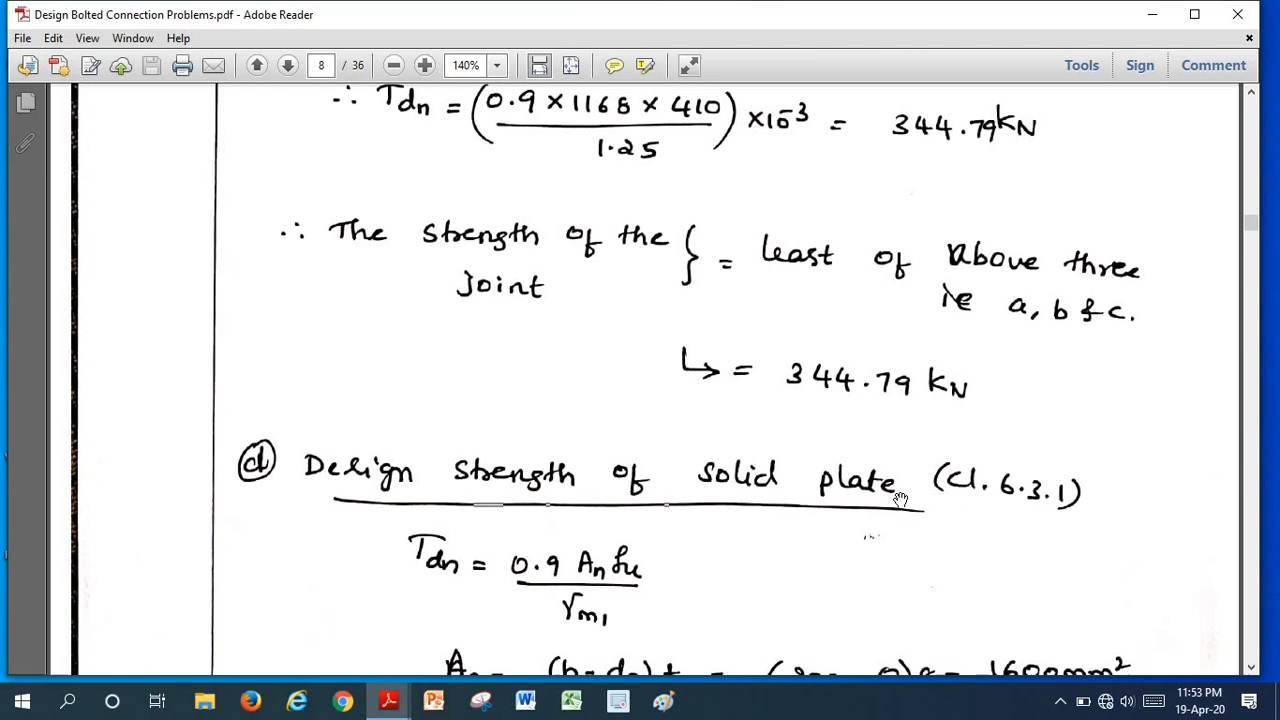 Design Bolted Connection Problems.pdf - Adobe Reader
File Edit View Window Help
8 / 36 140% Tools Sign Comment
∴ Tdn = (0.9 × 1168 × 410 / 1.25) × 10⁻³ = 344.79 kN
∴ The strength of the joint } = least of above three
ie a, b & c.
↳ = 344.79 kN
(d) Design strength of solid plate (Cl. 6.3.1)
Tdn = 0.9 An fu / γm1
= 1600mm²
11:53 PM
19-Apr-20